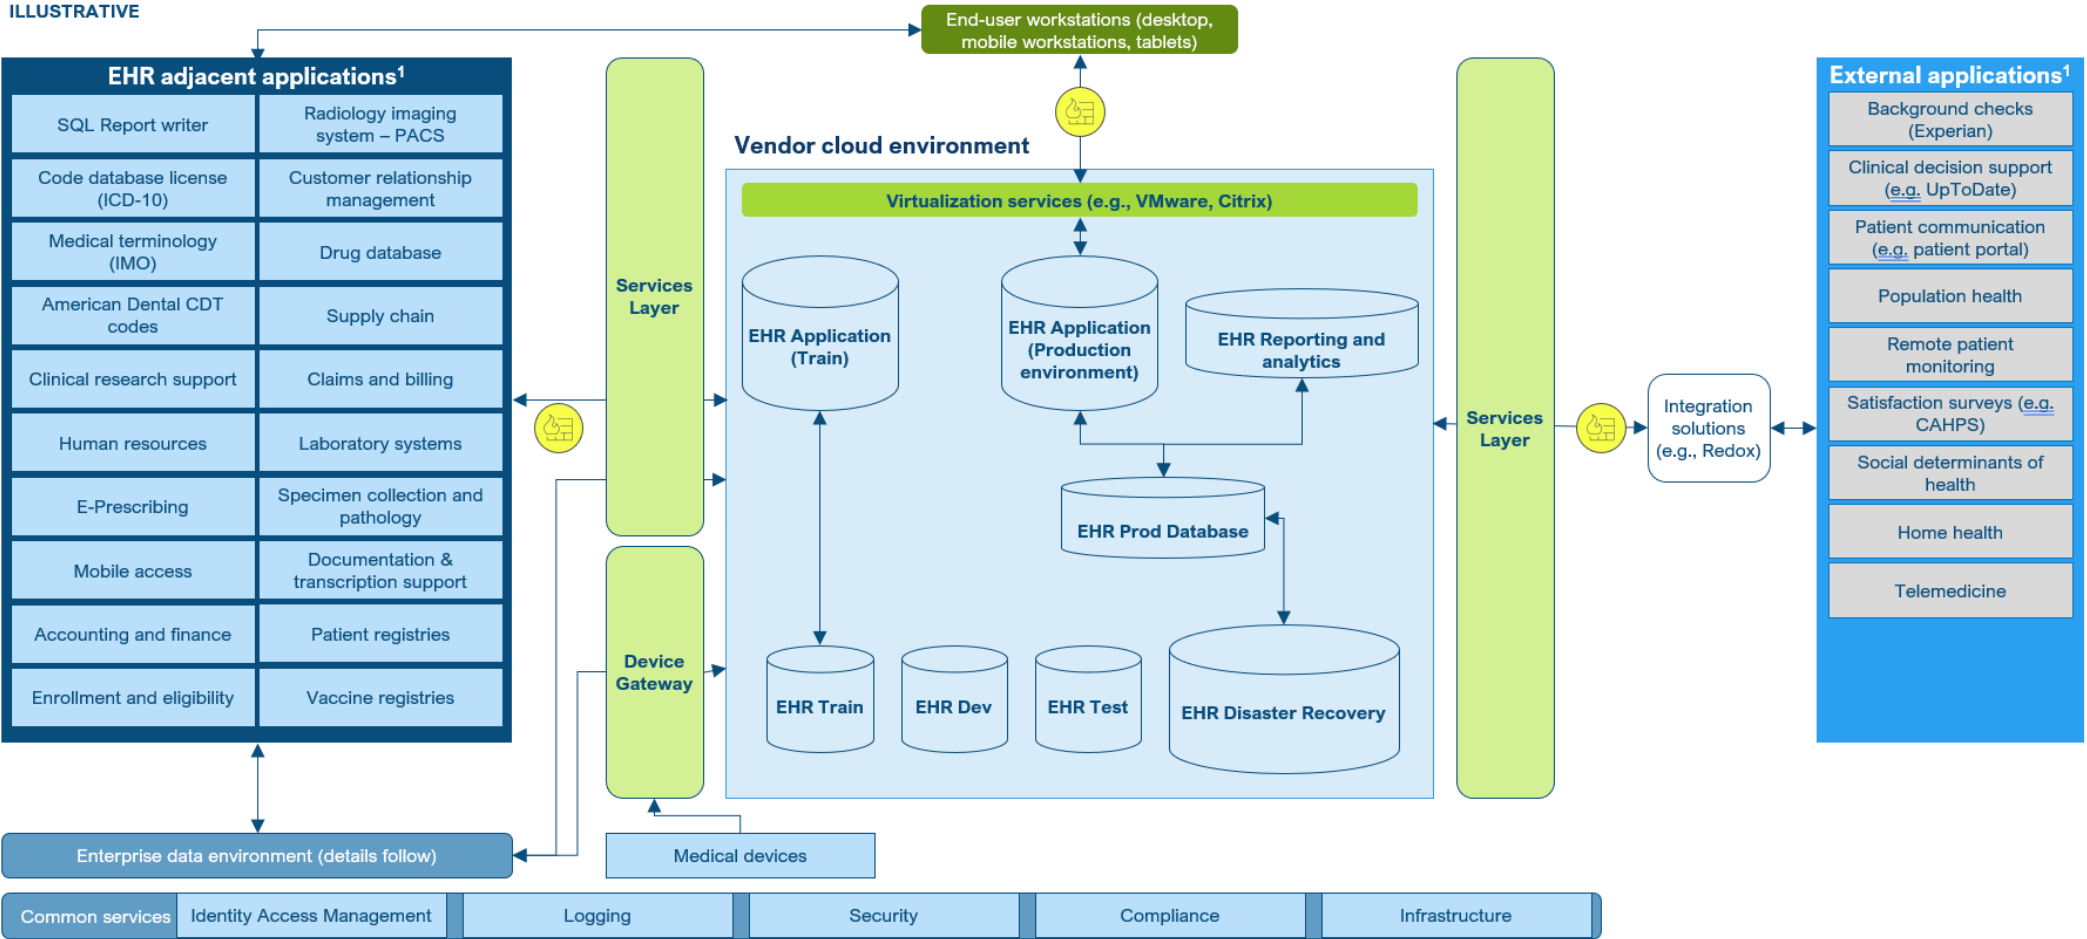 ILLUSTRATIVE
End-user workstations (desktop,
mobile workstations, tablets)
EHR adjacent applications1
SQL Report writer
Radiology imaging
system – PACS
Code database license
(ICD-10)
Customer relationship
management
Medical terminology
(IMO)
Drug database
American Dental CDT
codes
Supply chain
Clinical research support
Claims and billing
Human resources
Laboratory systems
E-Prescribing
Specimen collection and
pathology
Mobile access
Documentation &
transcription support
Accounting and finance
Patient registries
Enrollment and eligibility
Vaccine registries
Services
Layer
Device
Gateway
Vendor cloud environment
Virtualization services (e.g., VMware, Citrix)
EHR Application
(Train)
EHR Application
(Production
environment)
EHR Reporting and
analytics
EHR Prod Database
EHR Train
EHR Dev
EHR Test
EHR Disaster Recovery
Services
Layer
Integration
solutions
(e.g., Redox)
External applications1
Background checks
(Experian)
Clinical decision support
(e.g. UpToDate)
Patient communication
(e.g. patient portal)
Population health
Remote patient
monitoring
Satisfaction surveys (e.g.
CAHPS)
Social determinants of
health
Home health
Telemedicine
Enterprise data environment (details follow)
Medical devices
Common services
Identity Access Management
Logging
Security
Compliance
Infrastructure